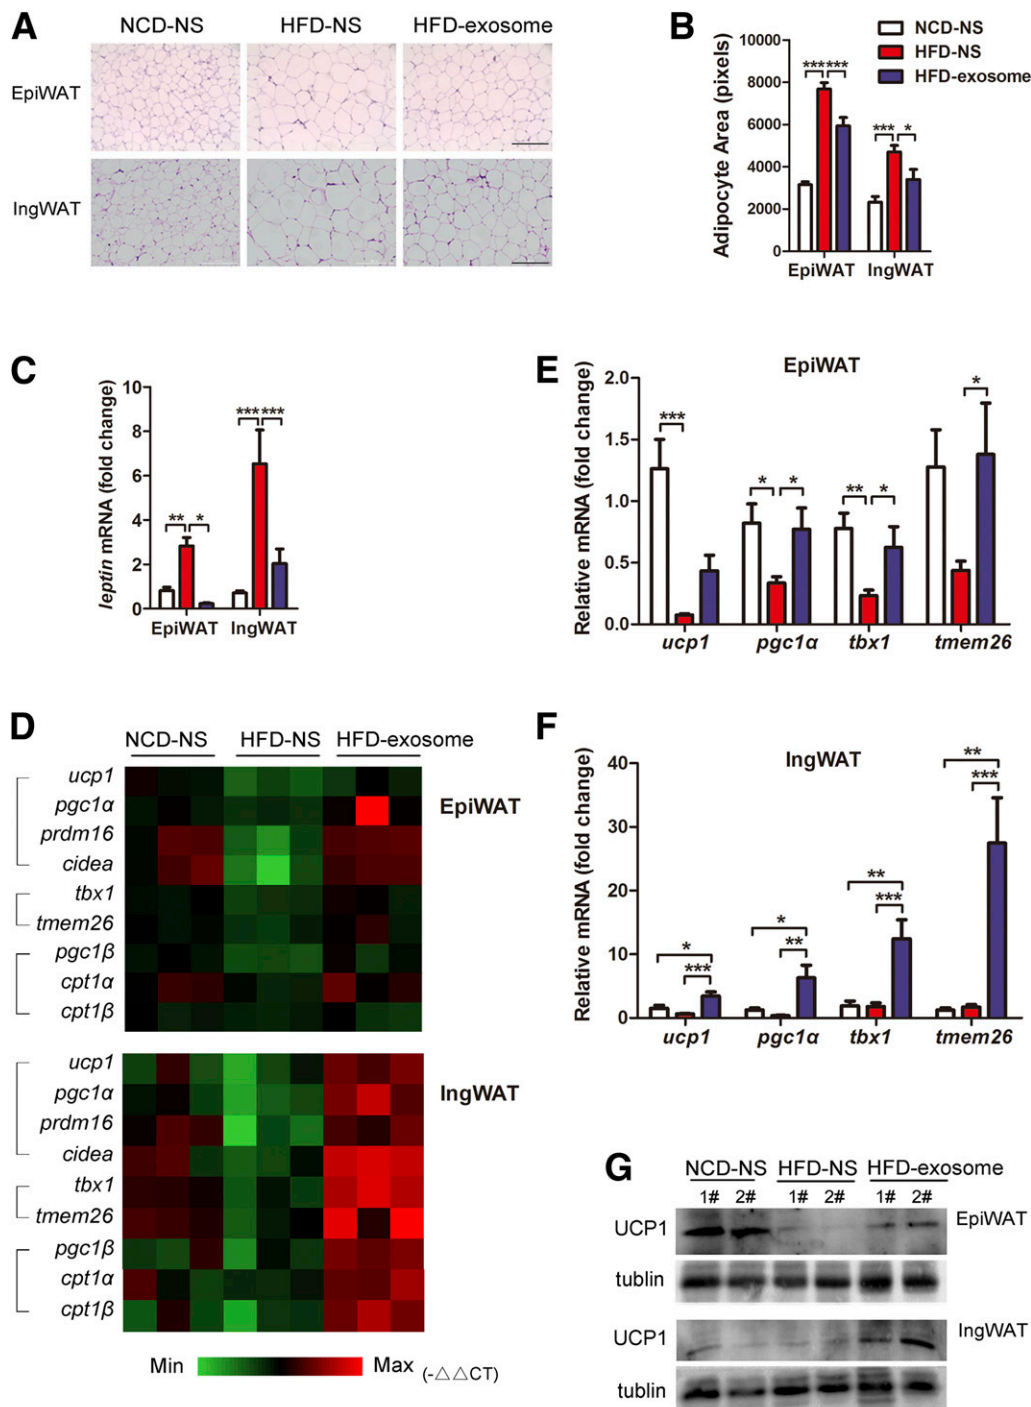 A
NCD-NS HFD-NS HFD-exosome
EpiWAT
IngWAT
B
NCD-NS
HFD-NS
HFD-exosome
Adipocyte Area (pixels)
10000
8000
6000
4000
2000
0
*** ***
*** *
EpiWAT IngWAT
C
leptin mRNA (fold change)
10
8
6
4
2
0
*** ***
** *
EpiWAT IngWAT
D
NCD-NS HFD-NS HFD-exosome
EpiWAT
ucp1
pgc1α
prdm16
cidea
tbx1
tmem26
pgc1β
cpt1α
cpt1β
IngWAT
ucp1
pgc1α
prdm16
cidea
tbx1
tmem26
pgc1β
cpt1α
cpt1β
Min Max (-△△CT)
E
EpiWAT
Relative mRNA (fold change)
2.0
1.5
1.0
0.5
0.0
***
* *
** *
*
ucp1 pgc1α tbx1 tmem26
F
IngWAT
Relative mRNA (fold change)
40
30
20
10
0
*
***
*
**
**
***
**
***
ucp1 pgc1α tbx1 tmem26
G
NCD-NS HFD-NS HFD-exosome
1# 2# 1# 2# 1# 2#
UCP1 EpiWAT
tublin
UCP1 IngWAT
tublin